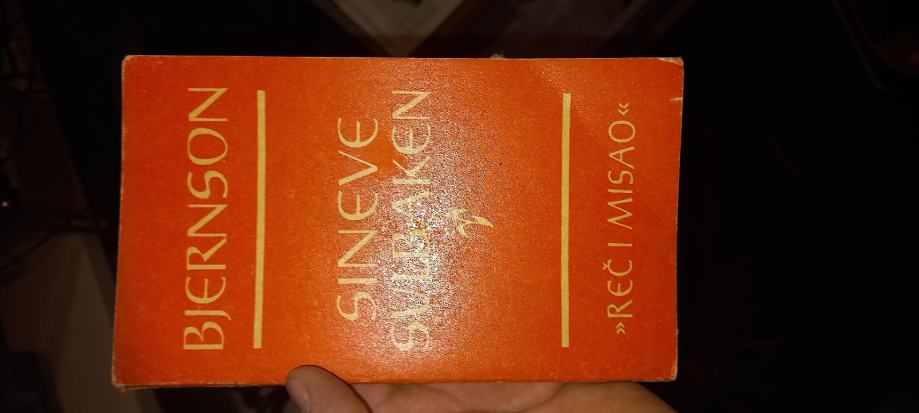 BJERNSON
SINEVE
SULBAKEN
»REČ I MISAO«